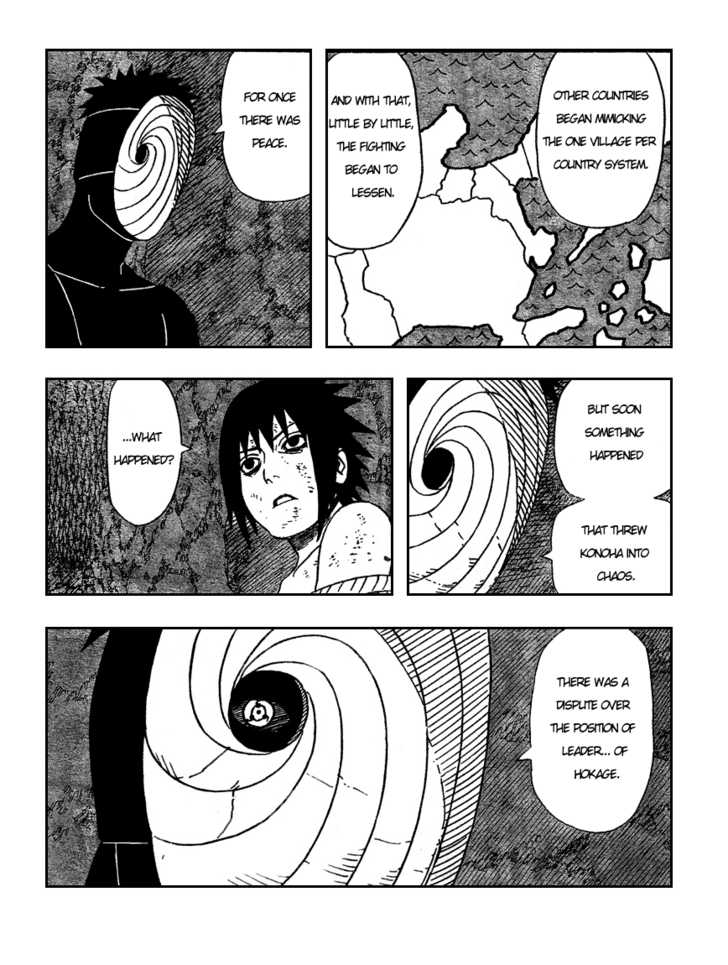 OTHER COUNTRIES
BEGAN MIMICKING
THE ONE VILLAGE PER
COUNTRY SYSTEM.
AND WITH THAT,
LITTLE BY LITTLE,
THE FIGHTING
BEGAN TO
LESSEN.
FOR ONCE
THERE WAS
PEACE.
BUT SOON
SOMETHING
HAPPENED
THAT THREW
KONOHA INTO
CHAOS.
...WHAT
HAPPENED?
THERE WAS A
DISPUTE OVER
THE POSITION OF
LEADER... OF
HOKAGE.